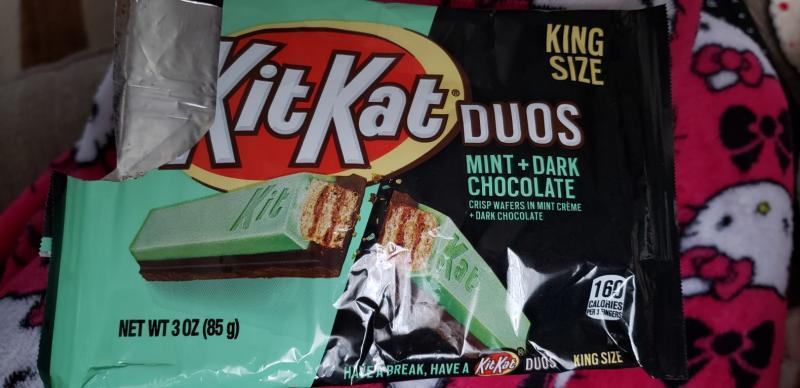 KitKat®
KING
SIZE
DUOS
MINT + DARK
CHOCOLATE
CRISP WAFERS IN MINT CRÈME
+ DARK CHOCOLATE
Kit
Kat
160
CALORIES
PER 3 FINGERS
NET WT 3 OZ (85 g)
HAVE A BREAK, HAVE A KitKat® DUOS KING SIZE